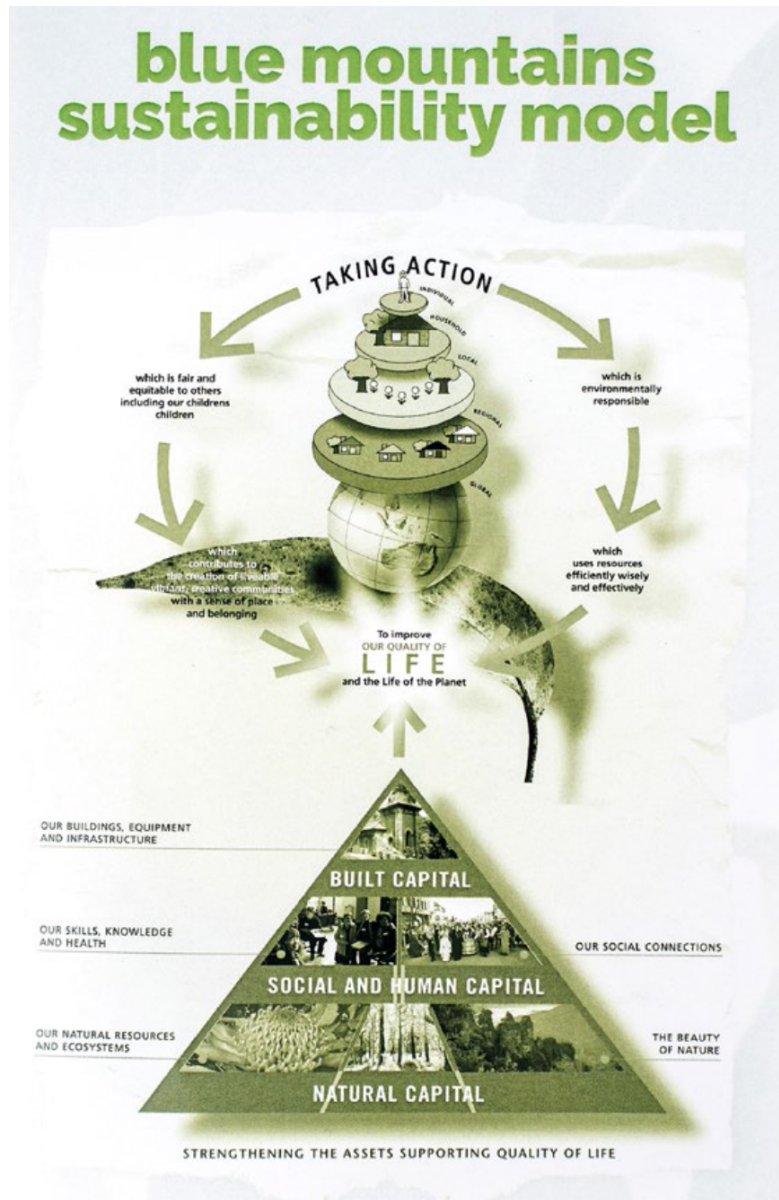 blue mountains
sustainability model
TAKING ACTION
INDIVIDUAL
HOUSEHOLD
LOCAL
REGIONAL
GLOBAL
which is fair and
equitable to others
including our childrens
children
which is
environmentally
responsible
which
contributes to
the creation of liveable
vibrant, creative communities
with a sense of place
and belonging
which
uses resources
efficiently wisely
and effectively
To improve
OUR QUALITY OF
LIFE
and the Life of the Planet
OUR BUILDINGS, EQUIPMENT
AND INFRASTRUCTURE
BUILT CAPITAL
OUR SKILLS, KNOWLEDGE
AND HEALTH
OUR SOCIAL CONNECTIONS
SOCIAL AND HUMAN CAPITAL
OUR NATURAL RESOURCES
AND ECOSYSTEMS
THE BEAUTY
OF NATURE
NATURAL CAPITAL
STRENGTHENING THE ASSETS SUPPORTING QUALITY OF LIFE